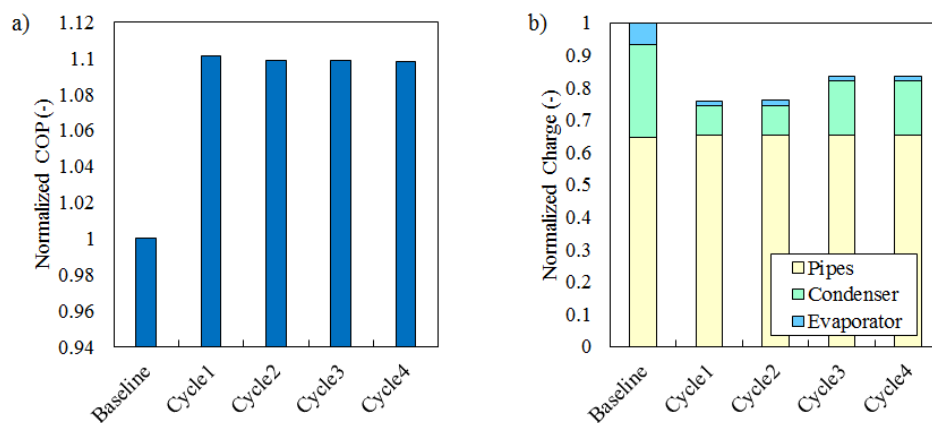 a)
Normalized COP (-)
1.12
1.1
1.08
1.06
1.04
1.02
1
0.98
0.96
0.94
Baseline
Cycle1
Cycle2
Cycle3
Cycle4
b)
Normalized Charge (-)
1
0.9
0.8
0.7
0.6
0.5
0.4
0.3
0.2
0.1
0
Pipes
Condenser
Evaporator
Baseline
Cycle1
Cycle2
Cycle3
Cycle4